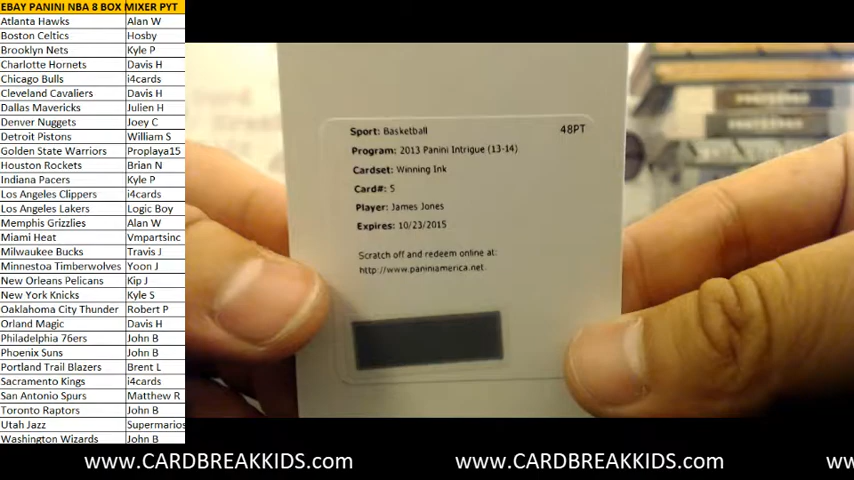 EBAY PANINI NBA 8 BOX MIXER PYT
Atlanta Hawks Alan W
Boston Celtics Hosby
Brooklyn Nets Kyle P
Charlotte Hornets Davis H
Chicago Bulls i4cards
Cleveland Cavaliers Davis H
Dallas Mavericks Julien H
Denver Nuggets Joey C
Detroit Pistons William S
Golden State Warriors Proplaya15
Houston Rockets Brian N
Indiana Pacers Kyle P
Los Angeles Clippers i4cards
Los Angeles Lakers Logic Boy
Memphis Grizzlies Alan W
Miami Heat Vmpartsinc
Milwaukee Bucks Travis J
Minnestoa Timberwolves Yoon J
New Orleans Pelicans Kip J
New York Knicks Kyle S
Oaklahoma City Thunder Robert P
Orland Magic Davis H
Philadelphia 76ers John B
Phoenix Suns John B
Portland Trail Blazers Brent L
Sacramento Kings i4cards
San Antonio Spurs Matthew R
Toronto Raptors John B
Utah Jazz Supermarios
Washington Wizards John B
Sport: Basketball 48PT
Program: 2013 Panini Intrigue (13-14)
Cardset: Winning Ink
Card#: 5
Player: James Jones
Expires: 10/23/2015
Scratch off and redeem online at:
http://www.paniniamerica.net
www.CARDBREAKKIDS.com www.CARDBREAKKIDS.com ww